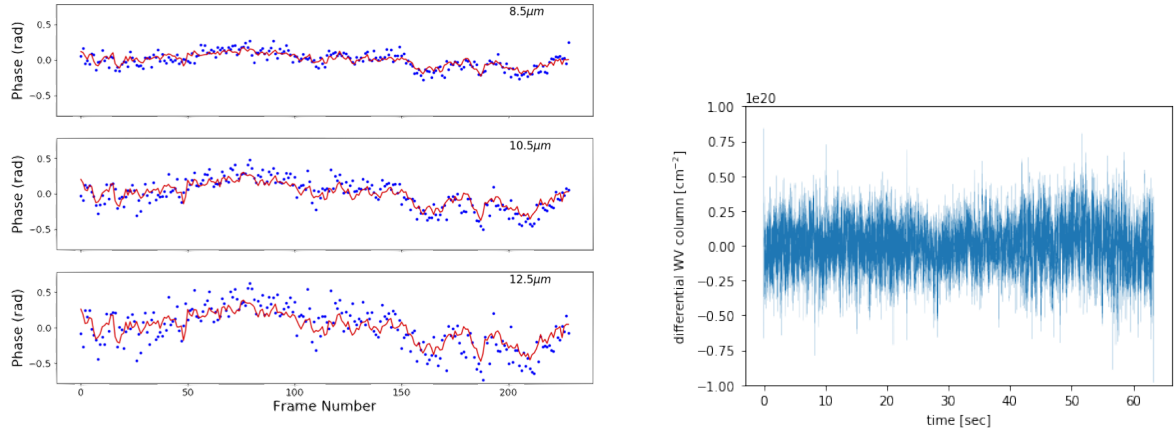 8.5µm
0.5
0.0
−0.5
Phase (rad)
10.5µm
0.5
0.0
−0.5
Phase (rad)
12.5µm
0.5
0.0
−0.5
Phase (rad)
0 50 100 150 200
Frame Number
1e20
1.00
0.75
0.50
0.25
0.00
−0.20
−0.50
−0.75
−1.00
differential WV column [cm⁻²]
0 10 20 30 40 50 60
time [sec]